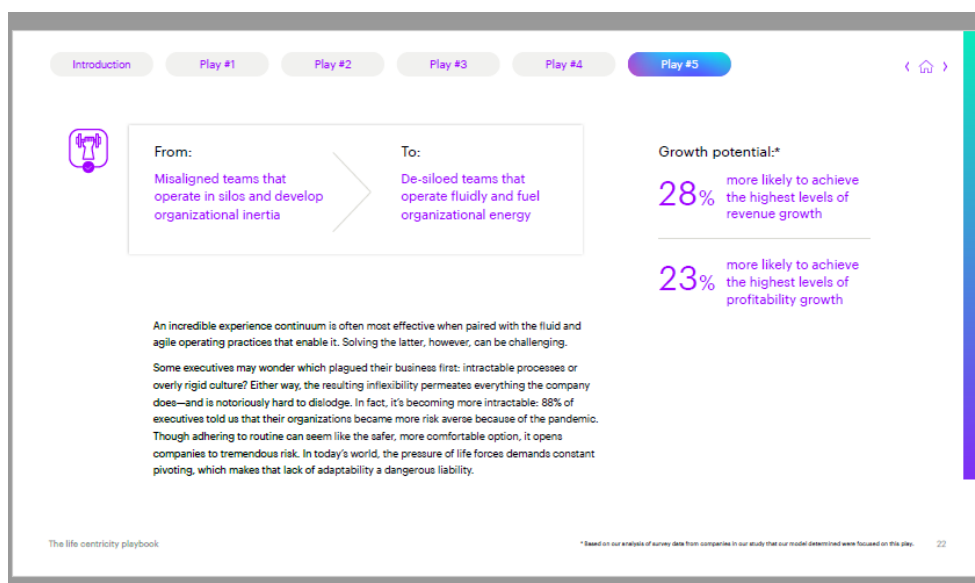 Introduction
Play #1
Play #2
Play #3
Play #4
Play #5
From:
Misaligned teams that
operate in silos and develop
organizational inertia
To:
De-siloed teams that
operate fluidly and fuel
organizational energy
Growth potential:*
28% more likely to achieve
the highest levels of
revenue growth
23% more likely to achieve
the highest levels of
profitability growth
An incredible experience continuum is often most effective when paired with the fluid and
agile operating practices that enable it. Solving the latter, however, can be challenging.
Some executives may wonder which plagued their business first: intractable processes or
overly rigid culture? Either way, the resulting inflexibility permeates everything the company
does—and is notoriously hard to dislodge. In fact, it's becoming more intractable: 88% of
executives told us that their organizations became more risk averse because of the pandemic.
Though adhering to routine can seem like the safer, more comfortable option, it opens
companies to tremendous risk. In today's world, the pressure of life forces demands constant
pivoting, which makes that lack of adaptability a dangerous liability.
The life centricity playbook
* Based on our analysis of survey data from companies in our study that our model determined were focused on this play.
22